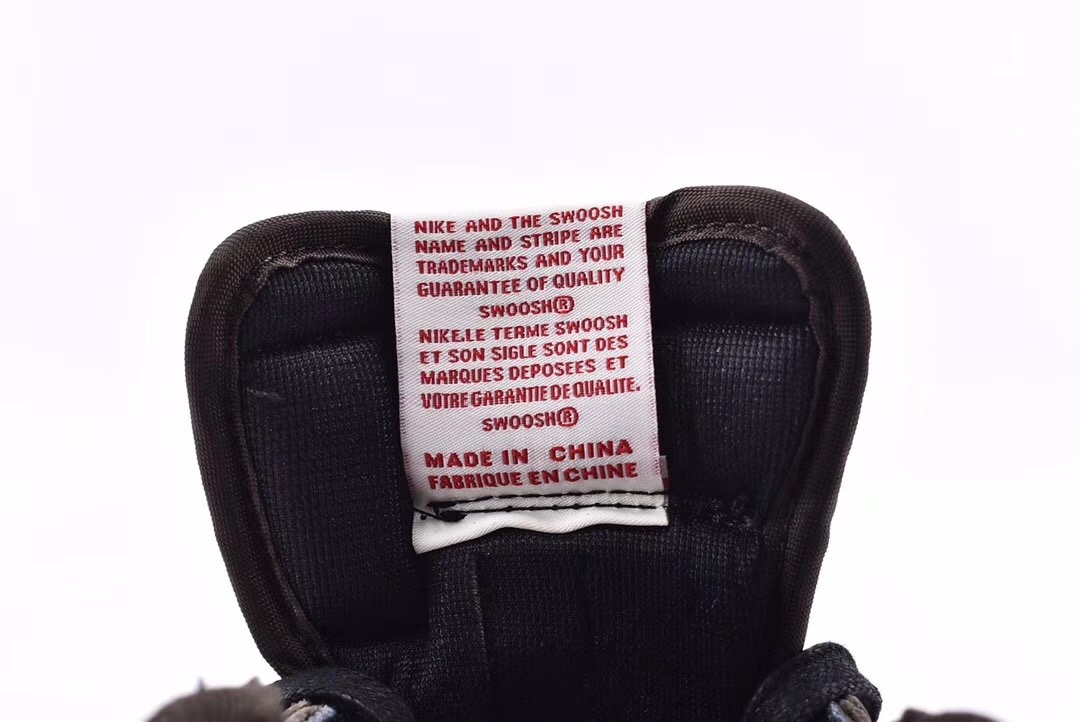 NIKE AND THE SWOOSH
NAME AND STRIPE ARE
TRADEMARKS AND YOUR
GUARANTEE OF QUALITY
SWOOSH®
NIKE.LE TERME SWOOSH
ET SON SIGLE SONT DES
MARQUES DEPOSEES ET
VOTRE GARANTIE DE QUALITE.
SWOOSH®
MADE IN CHINA
FABRIQUE EN CHINE